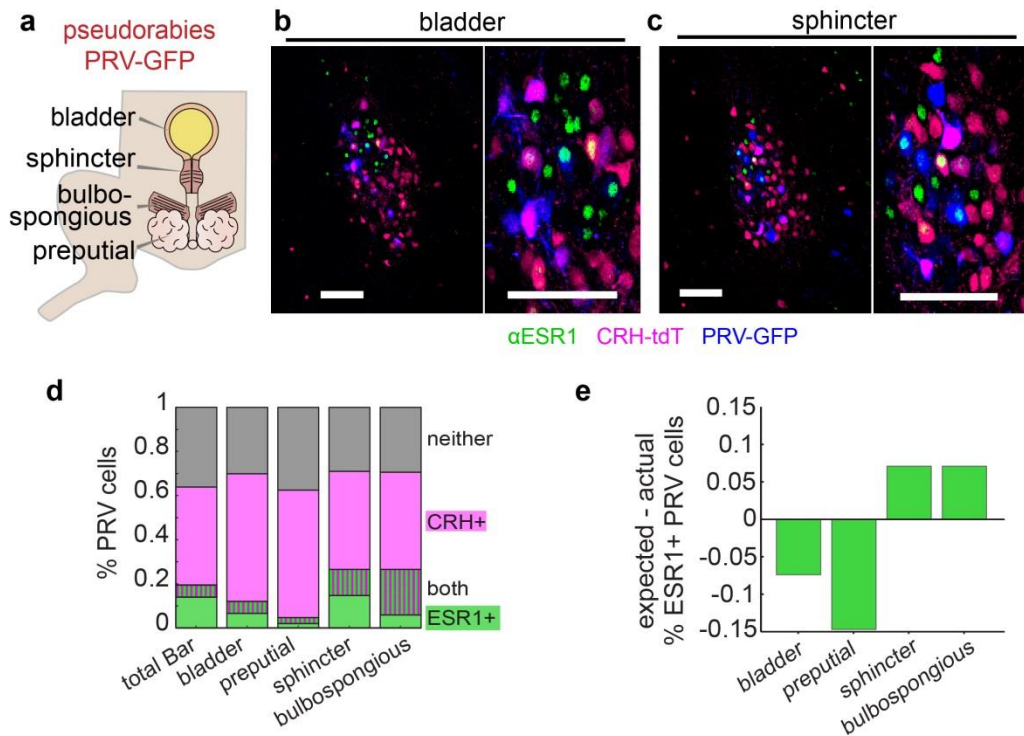 a
pseudorabies
PRV-GFP
bladder
sphincter
bulbo-
spongious
preputial
b
bladder
c
sphincter
αESR1 CRH-tdT PRV-GFP
d
% PRV cells
1
0.8
0.6
0.4
0.2
0
neither
CRH+
both
ESR1+
total Bar
bladder
preputial
sphincter
bulbospongious
e
expected - actual
% ESR1+ PRV cells
0.15
0.1
0.05
0
-0.05
-0.1
-0.15
bladder
preputial
sphincter
bulbospongious